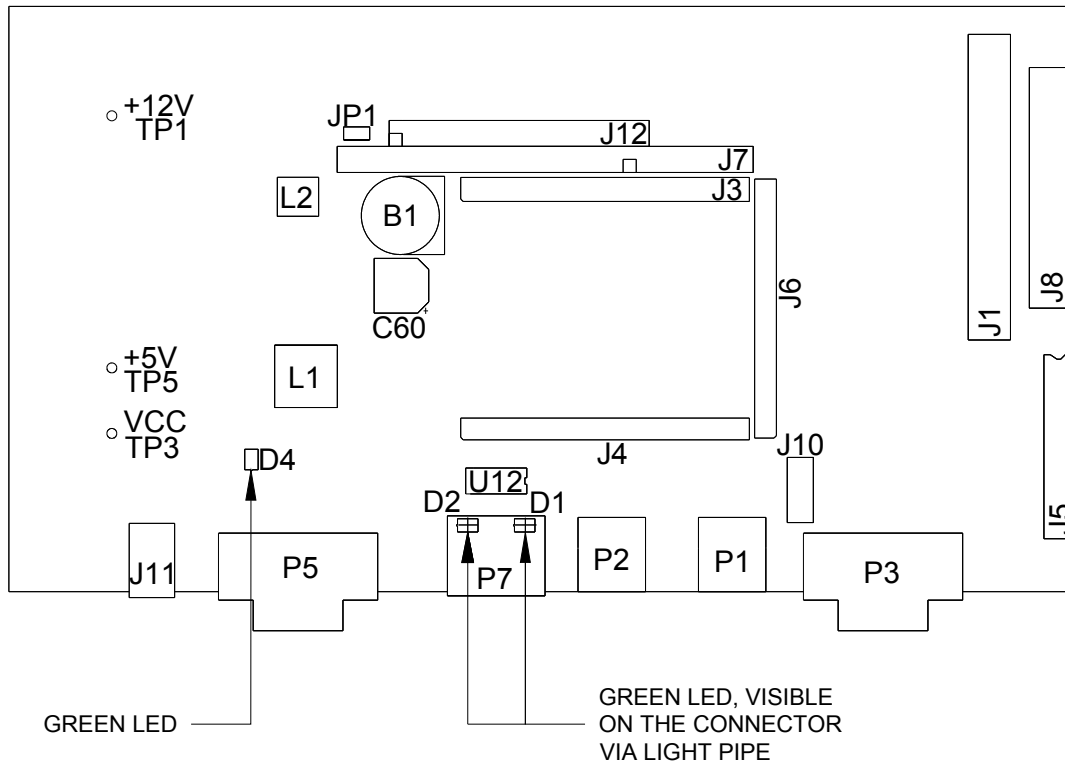 +12V
TP1
JP1
J12
J7
J3
L2
B1
J6
J1
J8
C60
+5V
TP5
L1
VCC
TP3
D4
J4
J10
U12
D2
D1
J5
J11
P5
P7
P2
P1
P3
GREEN LED
GREEN LED, VISIBLE
ON THE CONNECTOR
VIA LIGHT PIPE